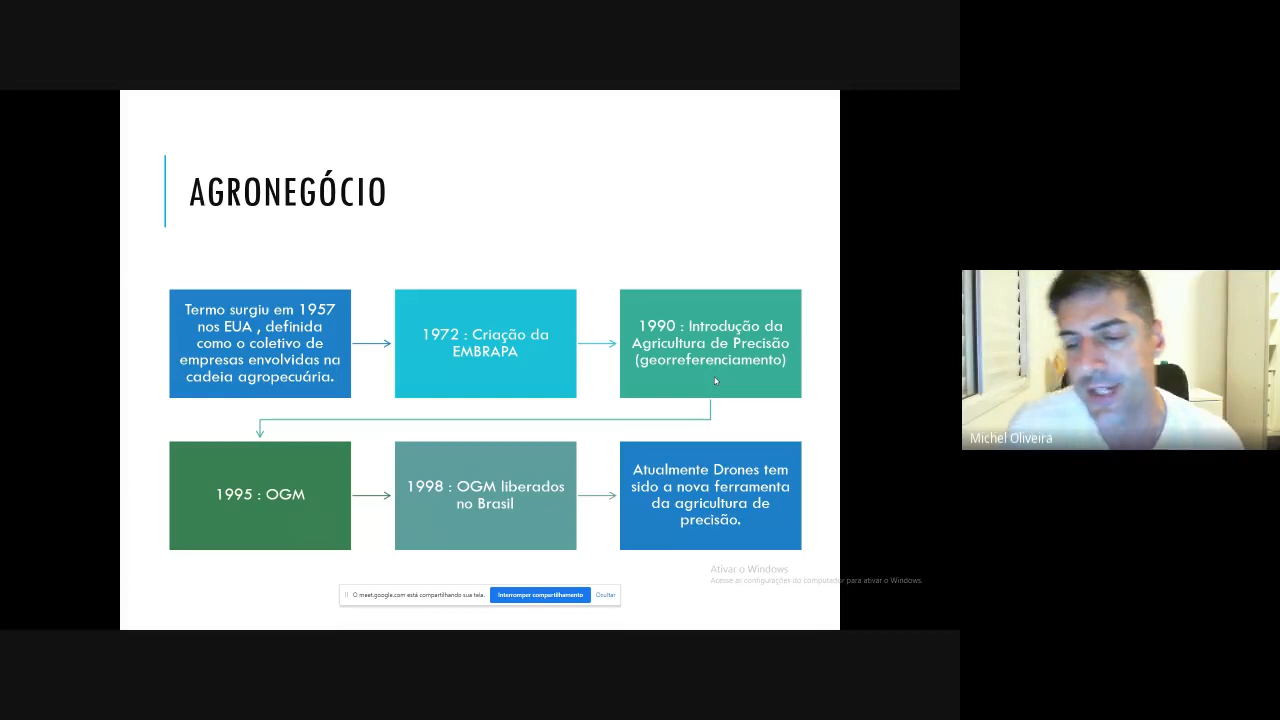 AGRONEGÓCIO
Termo surgiu em 1957
nos EUA , definida
como o coletivo de
empresas envolvidas na
cadeia agropecuária.
1972 : Criação da
EMBRAPA
1990 : Introdução da
Agricultura de Precisão
(georreferenciamento)
1995 : OGM
1998 : OGM liberados
no Brasil
Atualmente Drones tem
sido a nova ferramenta
da agricultura de
precisão.
Michel Oliveira
Ativar o Windows
Acesse as configurações do computador para ativar o Windows.
O meet.google.com está compartilhando sua tela.
Interromper compartilhamento
Ocultar